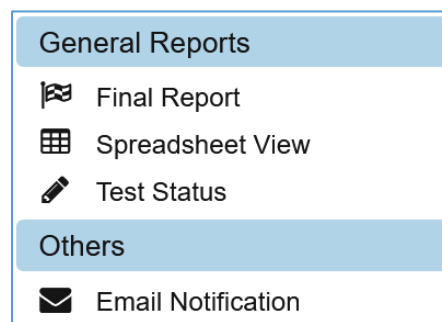 General Reports
Final Report
Spreadsheet View
Test Status
Others
Email Notification